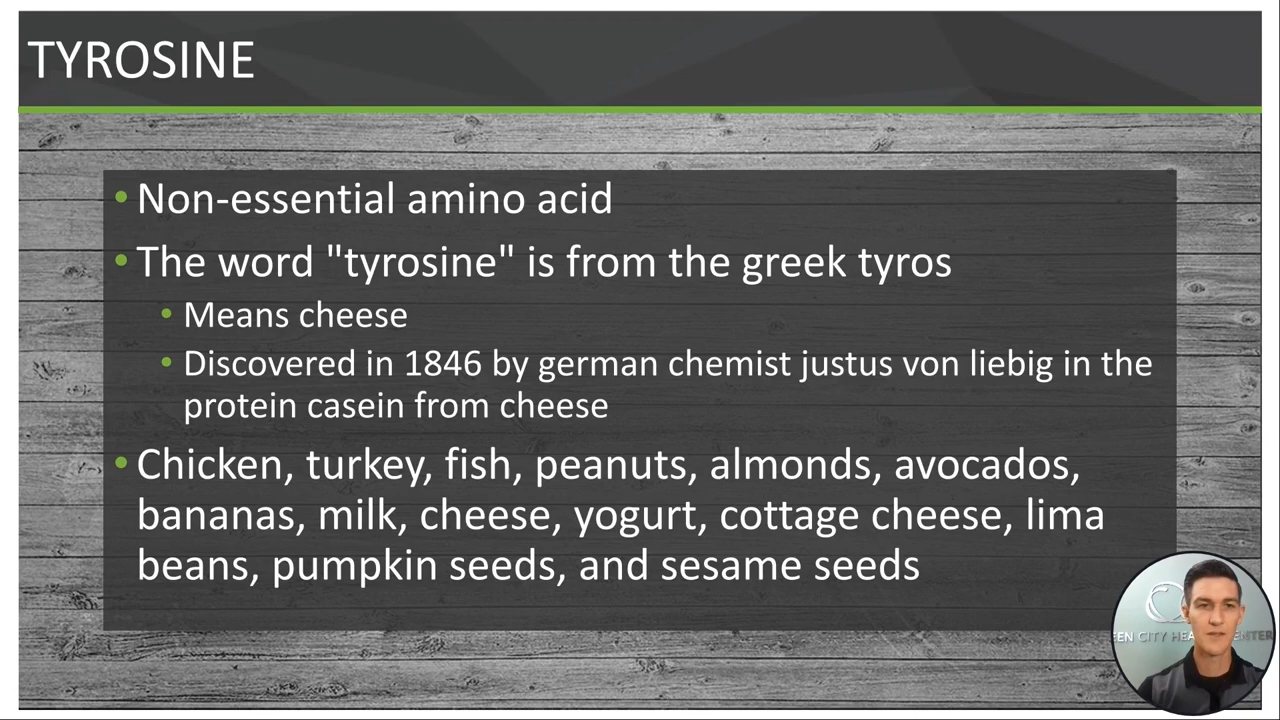 TYROSINE
• Non-essential amino acid
• The word "tyrosine" is from the greek tyros
• Means cheese
• Discovered in 1846 by german chemist justus von liebig in the
protein casein from cheese
• Chicken, turkey, fish, peanuts, almonds, avocados,
bananas, milk, cheese, yogurt, cottage cheese, lima
beans, pumpkin seeds, and sesame seeds
CITY